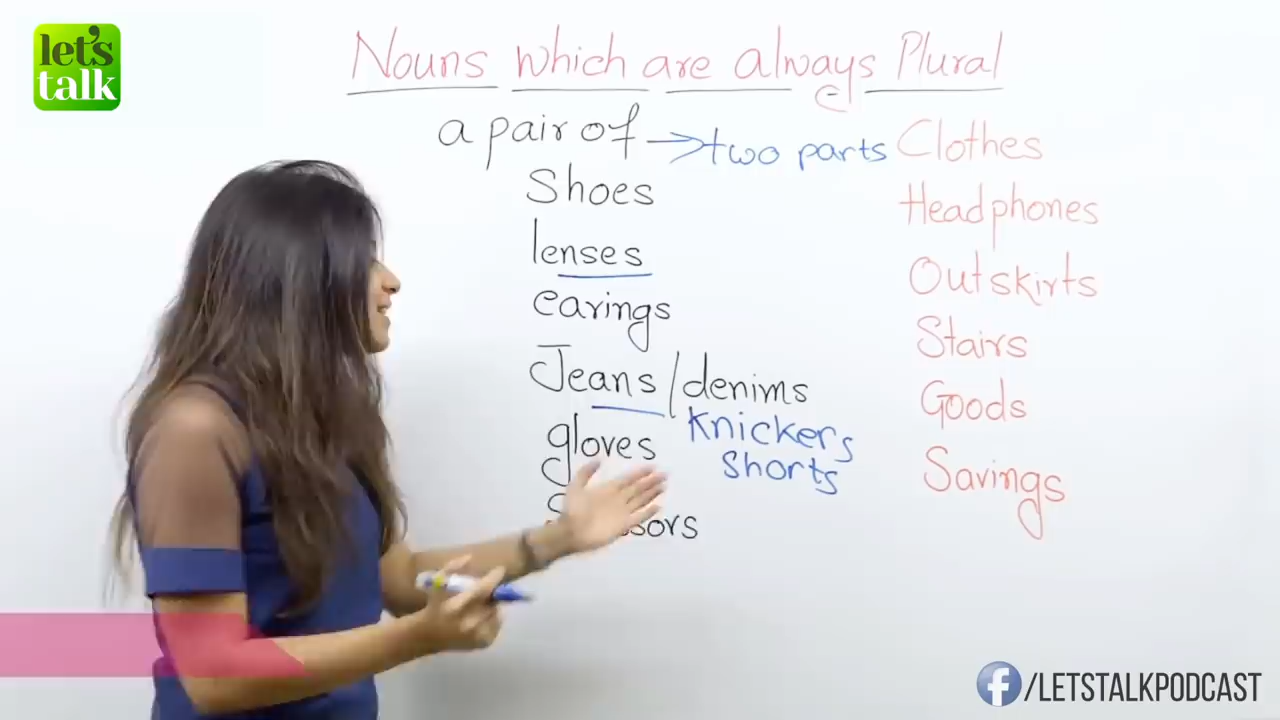 let's
talk
Nouns which are always Plural
a pair of → two parts
Shoes
lenses
earings
Jeans/denims
gloves
Knickers
Shorts
Clothes
Headphones
Outskirts
Stairs
Goods
Savings
/LETSTALKPODCAST